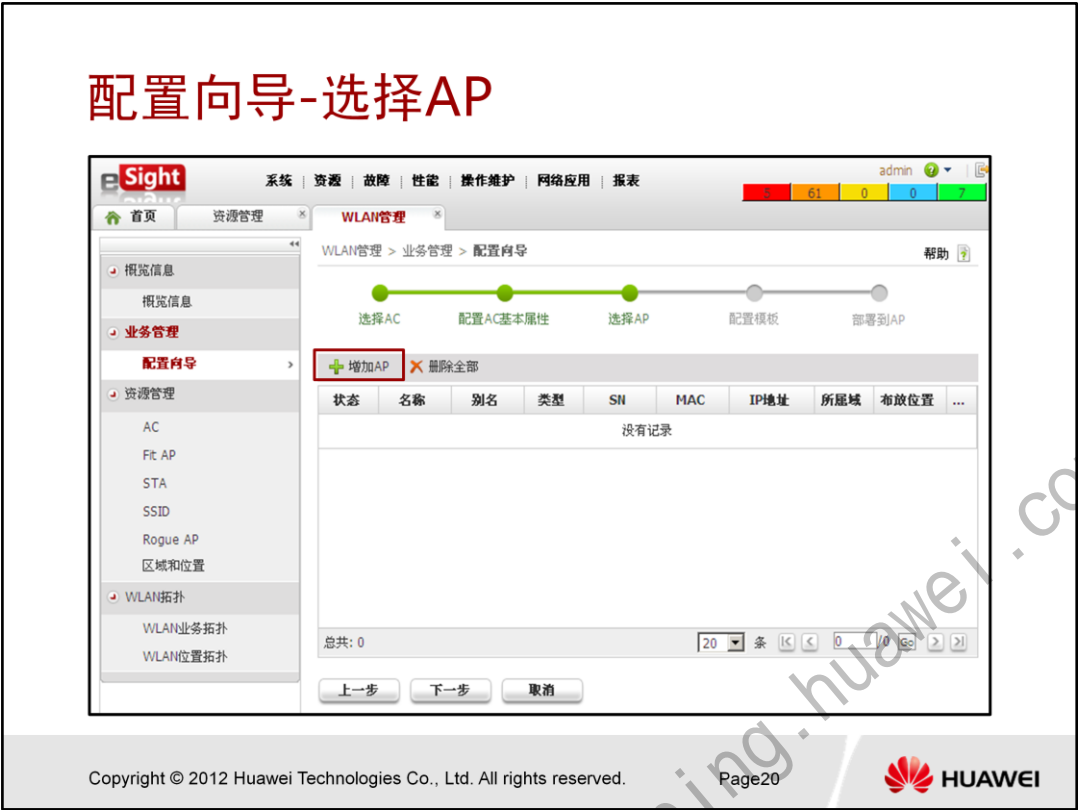 配置向导-选择AP
eSight
系统 | 资源 | 故障 | 性能 | 操作维护 | 网络应用 | 报表
admin
5 61 0 0 7
首页 资源管理 WLAN管理
WLAN管理 > 业务管理 > 配置向导
帮助
概览信息
概览信息
业务管理
配置向导
资源管理
AC
Fit AP
STA
SSID
Rogue AP
区域和位置
WLAN拓扑
WLAN业务拓扑
WLAN位置拓扑
选择AC 配置AC基本属性 选择AP 配置模板 部署到AP
增加AP 删除全部
状态 名称 别名 类型 SN MAC IP地址 所属域 布放位置 ...
没有记录
总共: 0
20 条 0 /0 Go
上一步 下一步 取消
Copyright © 2012 Huawei Technologies Co., Ltd. All rights reserved.
Page20
HUAWEI
ing.huawei.co